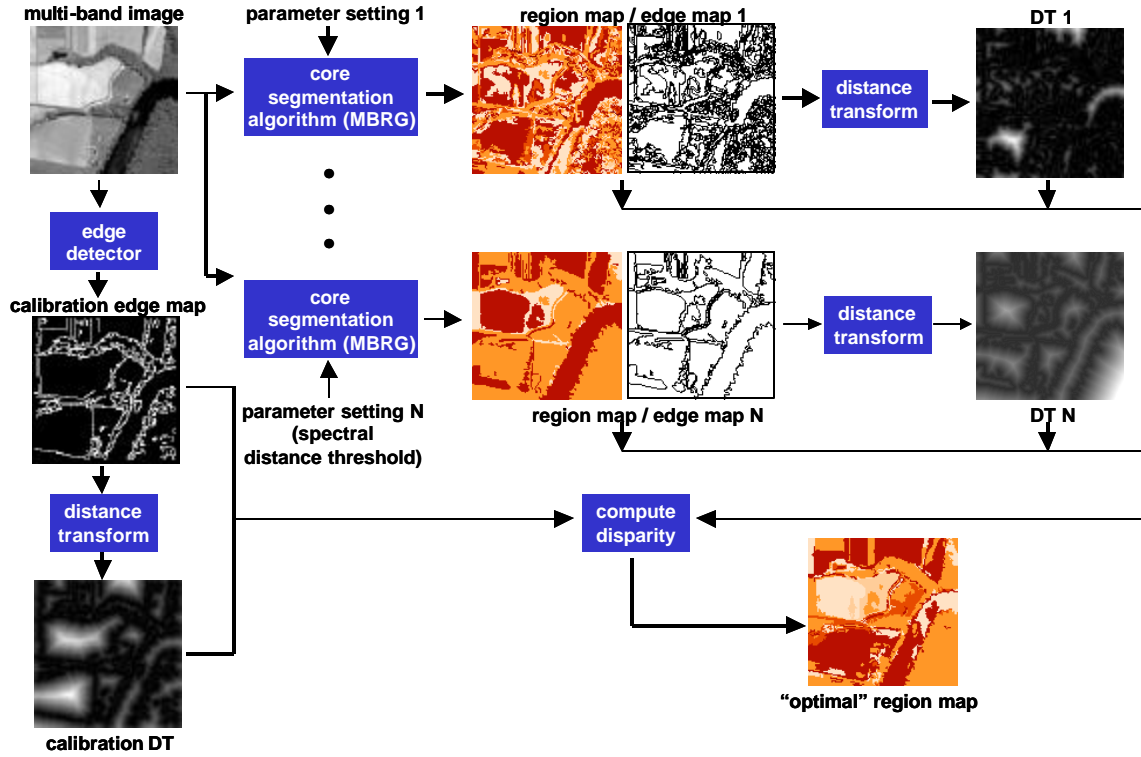 multi-band image
parameter setting 1
region map / edge map 1
DT 1
core
segmentation
algorithm (MBRG)
distance
transform
edge
detector
calibration edge map
core
segmentation
algorithm (MBRG)
distance
transform
parameter setting N
(spectral
distance threshold)
region map / edge map N
DT N
distance
transform
compute
disparity
calibration DT
“optimal” region map